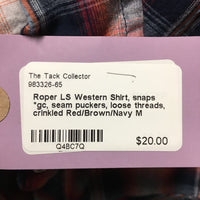 The Tack Collector
983326-65
Roper LS Western Shirt, snaps
*gc, seam puckers, loose threads,
crinkled Red/Brown/Navy M
$20.00
Q4BC7Q